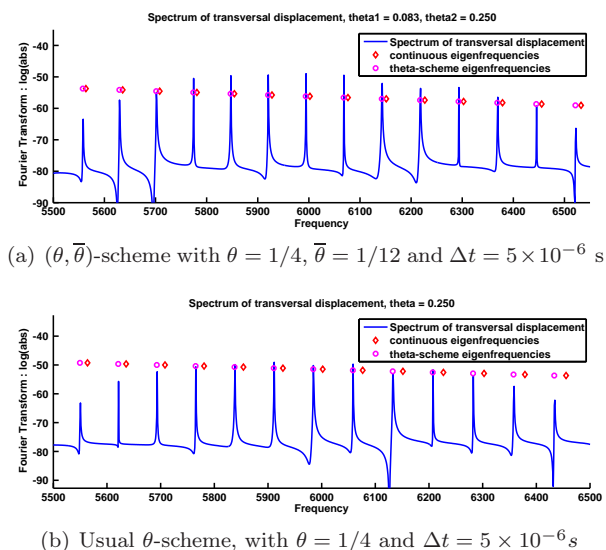 Spectrum of transversal displacement, theta1 = 0.083, theta2 = 0.250
Fourier Transform : log(abs)
-40
-50
-60
-70
-80
-90
Spectrum of transversal displacement
continuous eigenfrequencies
theta-scheme eigenfrequencies
5500 5600 5700 5800 5900 6000 6100 6200 6300 6400 6500
Frequency
(a) (θ, θ̅)-scheme with θ = 1/4, θ̅ = 1/12 and Δt = 5 × 10⁻⁶ s
Spectrum of transversal displacement, theta = 0.250
Fourier Transform : log(abs)
-40
-50
-60
-70
-80
-90
Spectrum of transversal displacement
continuous eigenfrequencies
theta-scheme eigenfrequencies
5500 5600 5700 5800 5900 6000 6100 6200 6300 6400 6500
Frequency
(b) Usual θ-scheme, with θ = 1/4 and Δt = 5 × 10⁻⁶s